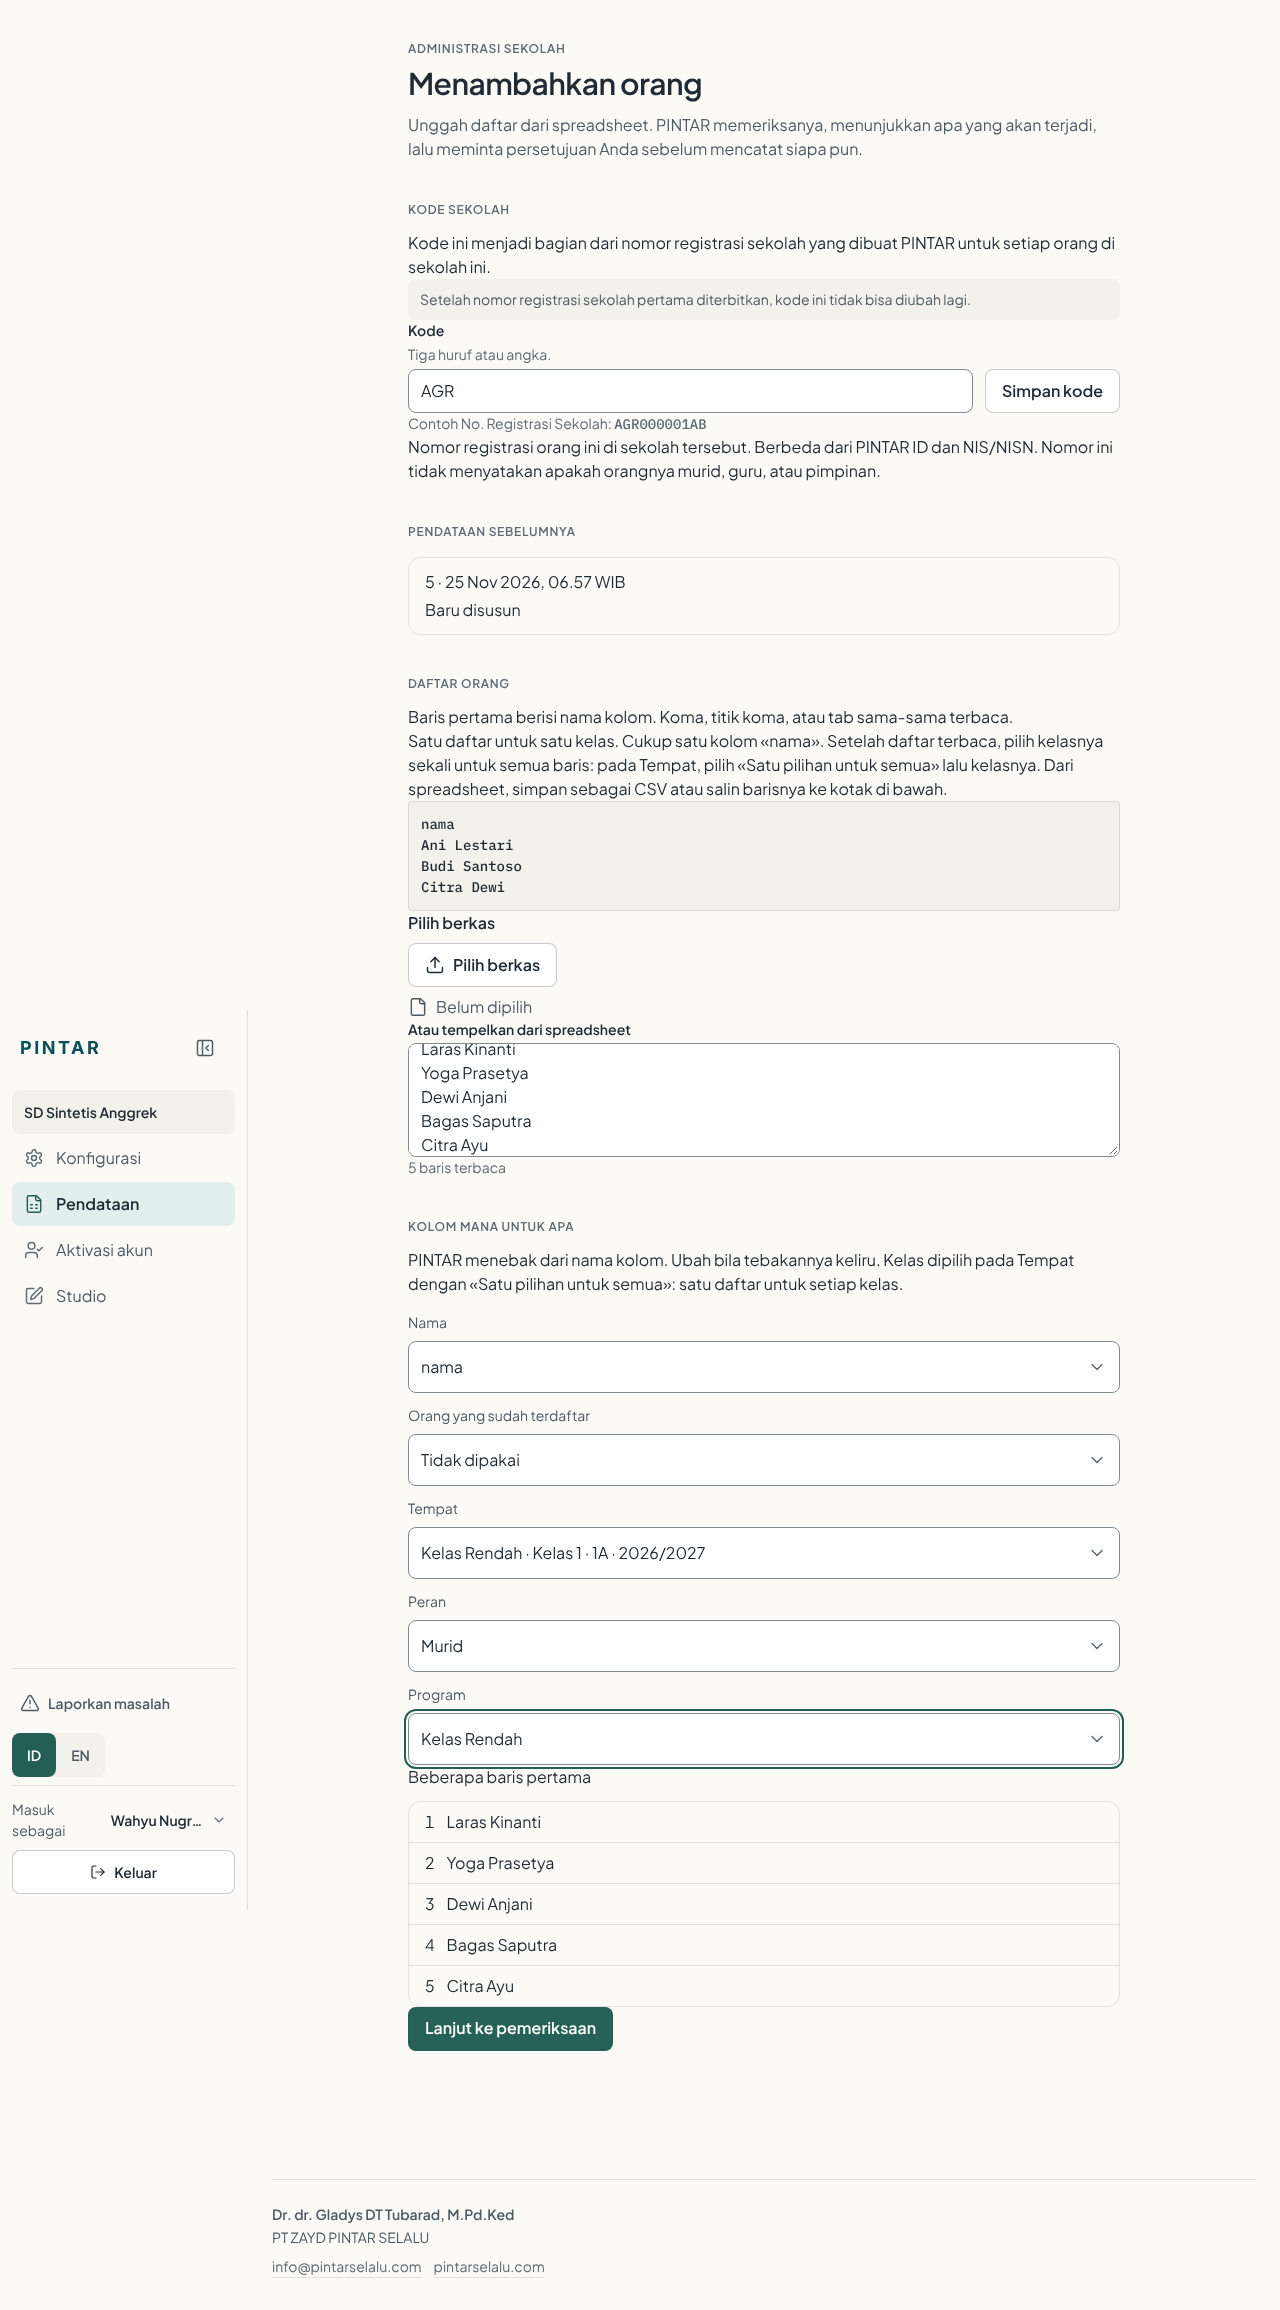 ADMINISTRASI SEKOLAH
Menambahkan orang
Unggah daftar dari spreadsheet. PINTAR memeriksanya, menunjukkan apa yang akan terjadi,
lalu meminta persetujuan Anda sebelum mencatat siapa pun.
KODE SEKOLAH
Kode ini menjadi bagian dari nomor registrasi sekolah yang dibuat PINTAR untuk setiap orang di
sekolah ini.
Setelah nomor registrasi sekolah pertama diterbitkan, kode ini tidak bisa diubah lagi.
Kode
Tiga huruf atau angka.
AGR
Simpan kode
Contoh No. Registrasi Sekolah: AGR000001AB
Nomor registrasi orang ini di sekolah tersebut. Berbeda dari PINTAR ID dan NIS/NISN. Nomor ini
tidak menyatakan apakah orangnya murid, guru, atau pimpinan.
PENDATAAN SEBELUMNYA
5 · 25 Nov 2026, 06.57 WIB
Baru disusun
DAFTAR ORANG
Baris pertama berisi nama kolom. Koma, titik koma, atau tab sama-sama terbaca.
Satu daftar untuk satu kelas. Cukup satu kolom «nama». Setelah daftar terbaca, pilih kelasnya
sekali untuk semua baris: pada Tempat, pilih «Satu pilihan untuk semua» lalu kelasnya. Dari
spreadsheet, simpan sebagai CSV atau salin barisnya ke kotak di bawah.
nama
Ani Lestari
Budi Santoso
Citra Dewi
Pilih berkas
Pilih berkas
Belum dipilih
Atau tempelkan dari spreadsheet
Laras Kinanti
Yoga Prasetya
Dewi Anjani
Bagas Saputra
Citra Ayu
5 baris terbaca
KOLOM MANA UNTUK APA
PINTAR menebak dari nama kolom. Ubah bila tebakannya keliru. Kelas dipilih pada Tempat
dengan «Satu pilihan untuk semua»: satu daftar untuk setiap kelas.
Nama
nama
Orang yang sudah terdaftar
Tidak dipakai
Tempat
Kelas Rendah · Kelas 1 · 1A · 2026/2027
Peran
Murid
Program
Kelas Rendah
Beberapa baris pertama
1 Laras Kinanti
2 Yoga Prasetya
3 Dewi Anjani
4 Bagas Saputra
5 Citra Ayu
Lanjut ke pemeriksaan
PINTAR
SD Sintetis Anggrek
Konfigurasi
Pendataan
Aktivasi akun
Studio
Laporkan masalah
ID EN
Masuk
sebagai
Wahyu Nugr...
Keluar
Dr. dr. Gladys DT Tubarad, M.Pd.Ked
PT ZAYD PINTAR SELALU
info@pintarselalu.com pintarselalu.com